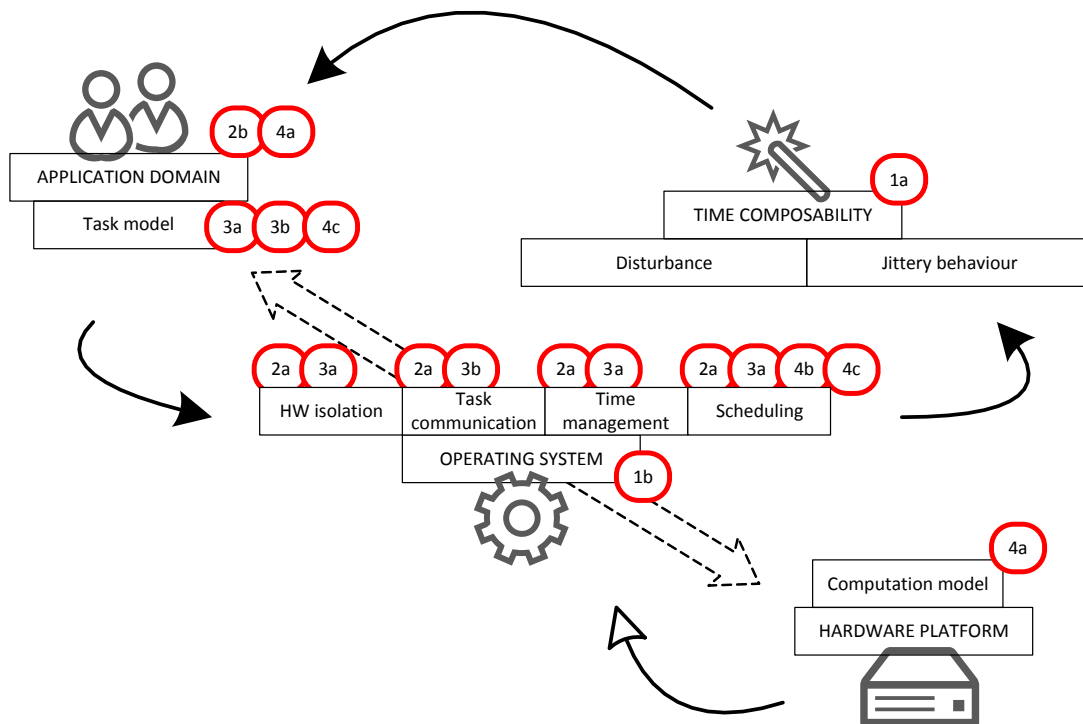 2b 4a
APPLICATION DOMAIN
Task model
3a 3b 4c
1a
TIME COMPOSABILITY
Disturbance
Jittery behaviour
2a 3a
2a 3b
2a 3a
2a 3a 4b 4c
HW isolation
Task
communication
Time
management
Scheduling
OPERATING SYSTEM
1b
4a
Computation model
HARDWARE PLATFORM